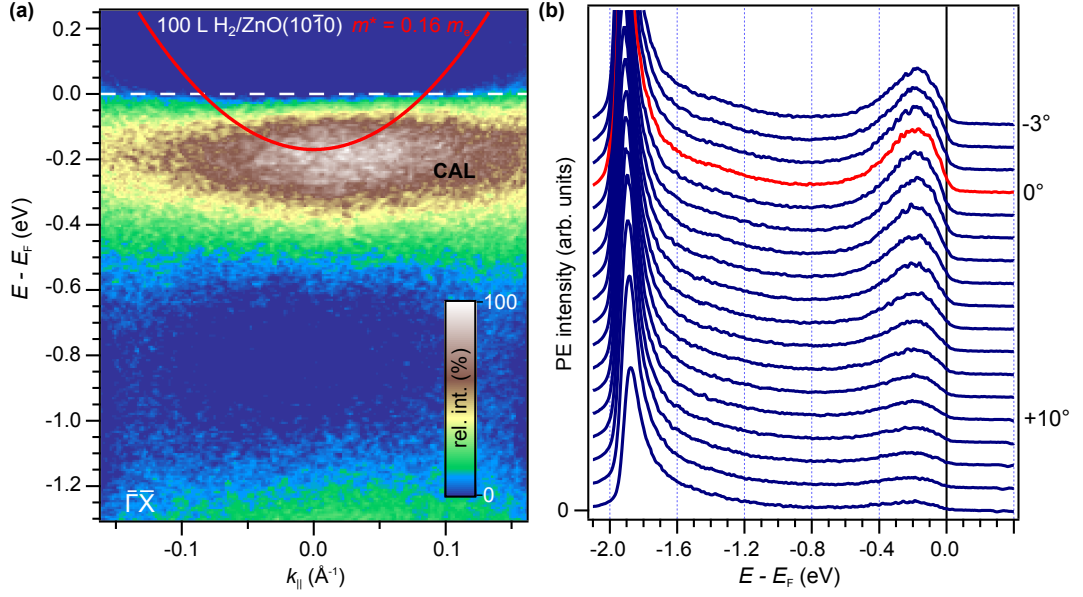 (a)
100 L H₂/ZnO(101̄0) m* = 0.16 mₑ
0.2
0.0
-0.2
-0.4
-0.6
-0.8
-1.0
-1.2
E - E_F (eV)
CAL
100
rel. int. (%)
0
Γ̄X̄
-0.1
0.0
0.1
k_|| (Å⁻¹)
(b)
PE intensity (arb. units)
0
-3°
0°
+10°
-2.0
-1.6
-1.2
-0.8
-0.4
0.0
E - E_F (eV)